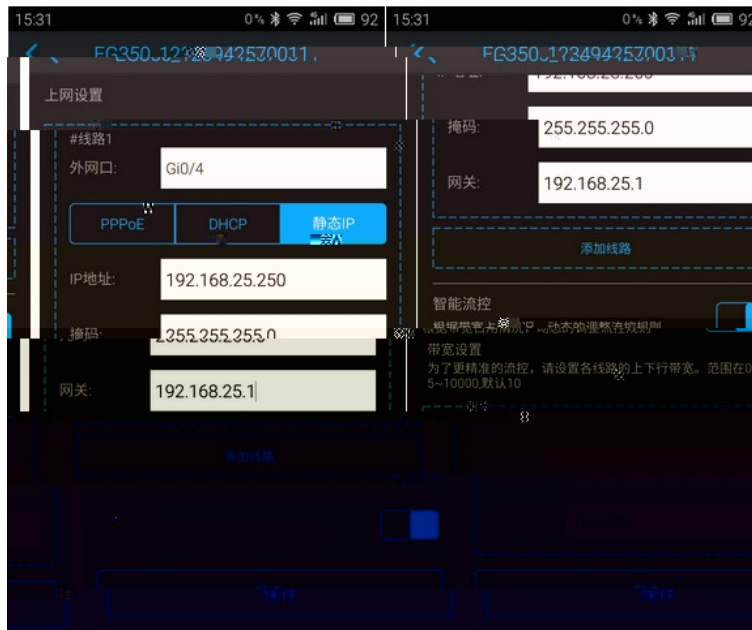 15:31
0%
92
上网设置
#线路1
外网口:
Gi0/4
PPPoE
DHCP
静态IP
IP地址:
192.168.25.250
掩码:
255.255.255.0
网关:
192.168.25.1
添加线路
15:31
0%
92
掩码:
255.255.255.0
网关:
192.168.25.1
添加线路
智能流控
带宽设置
为了更精准的流控，请设置各线路的上下行带宽。范围在0
5~10000,默认10